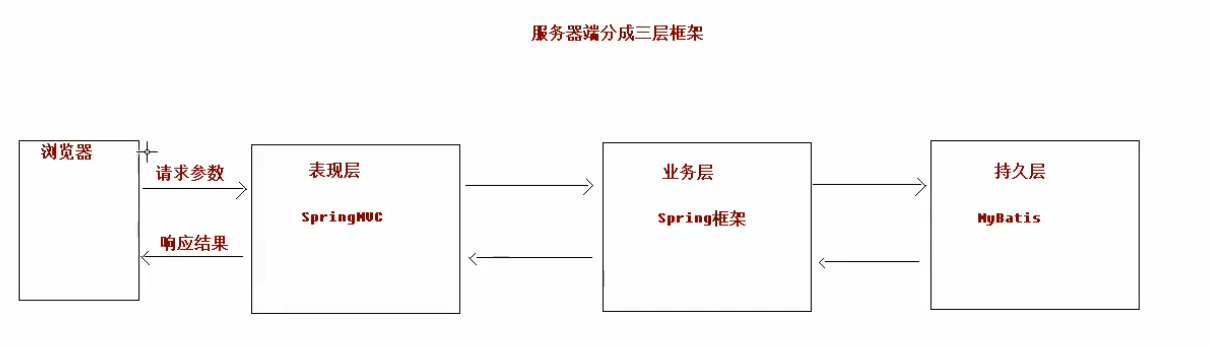 服务器端分成三层框架
浏览器
请求参数
响应结果
表现层
SpringMVC
业务层
Spring框架
持久层
MyBatis